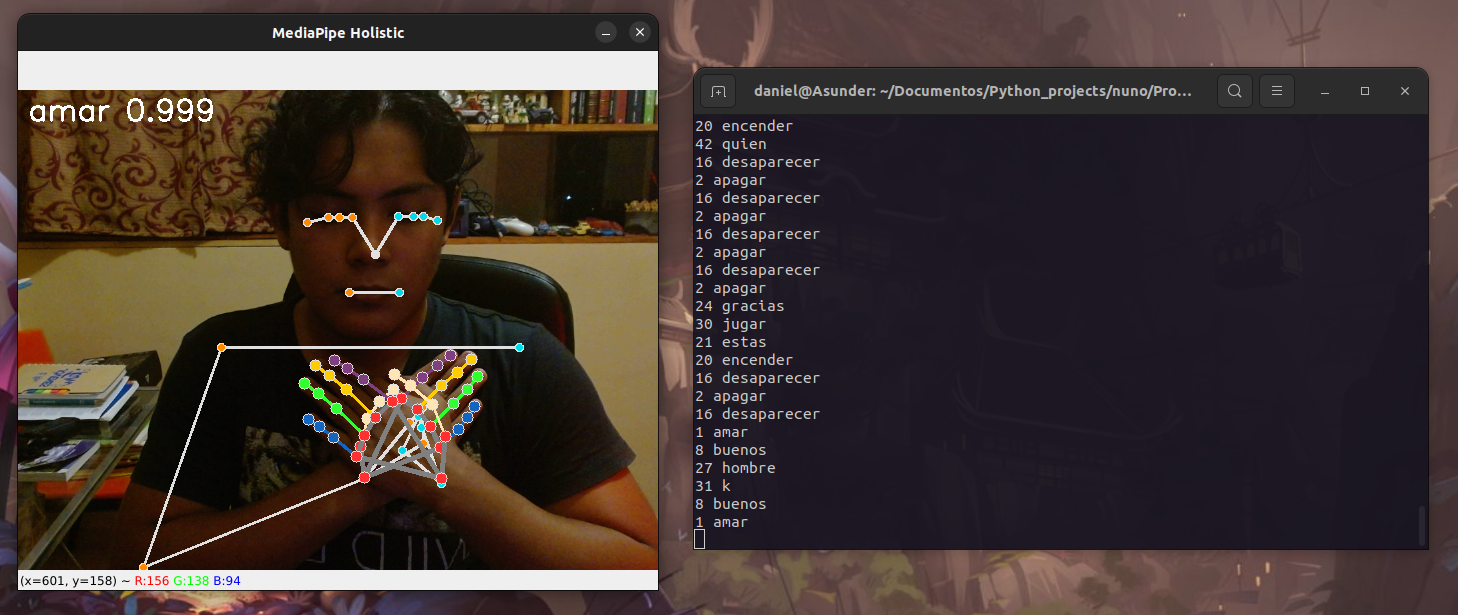 MediaPipe Holistic
amar 0.999
(x=601, y=158) ~ R:156 G:138 B:94
daniel@Asunder: ~/Documentos/Python_projects/nuno/Pro...
20 encender
42 quien
16 desaparecer
2 apagar
16 desaparecer
2 apagar
16 desaparecer
2 apagar
16 desaparecer
2 apagar
24 gracias
30 jugar
21 estas
20 encender
16 desaparecer
2 apagar
16 desaparecer
1 amar
8 buenos
27 hombre
31 k
8 buenos
1 amar